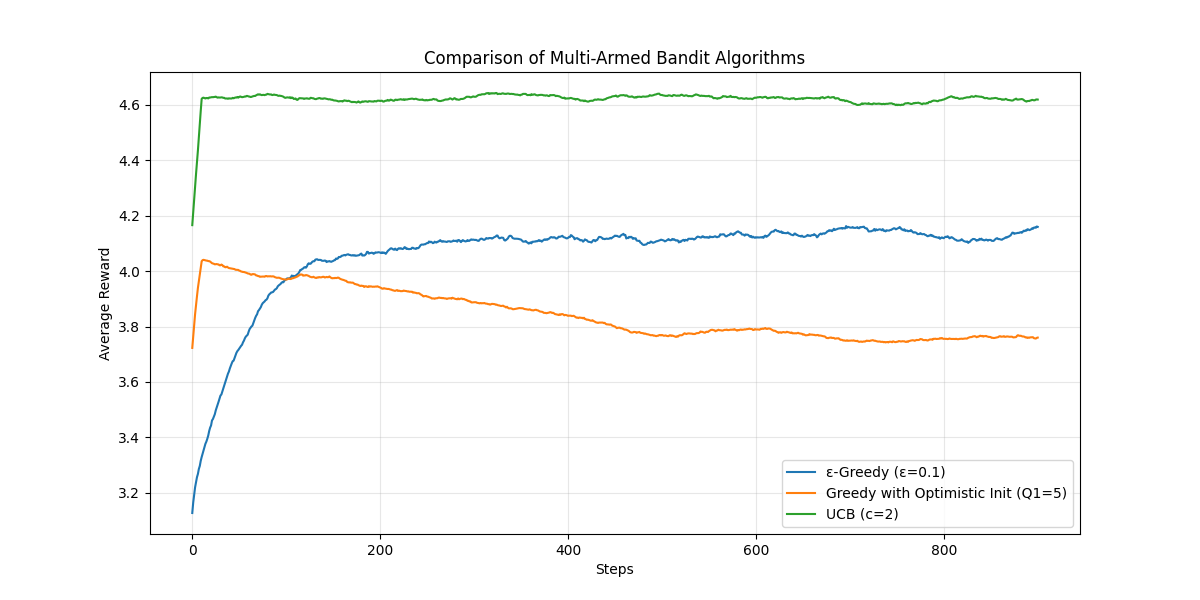 Comparison of Multi-Armed Bandit Algorithms
Average Reward
4.6
4.4
4.2
4.0
3.8
3.6
3.4
3.2
0
200
400
600
800
Steps
ε-Greedy (ε=0.1)
Greedy with Optimistic Init (Q1=5)
UCB (c=2)